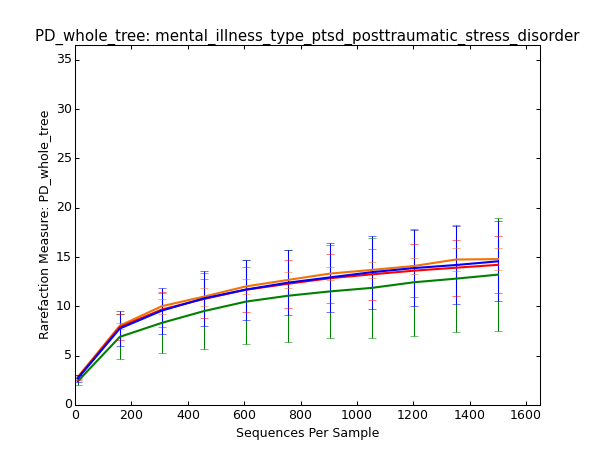 PD_whole_tree: mental_illness_type_ptsd_posttraumatic_stress_disorder
Rarefaction Measure: PD_whole_tree
35
30
25
20
15
10
5
0
0 200 400 600 800 1000 1200 1400 1600
Sequences Per Sample